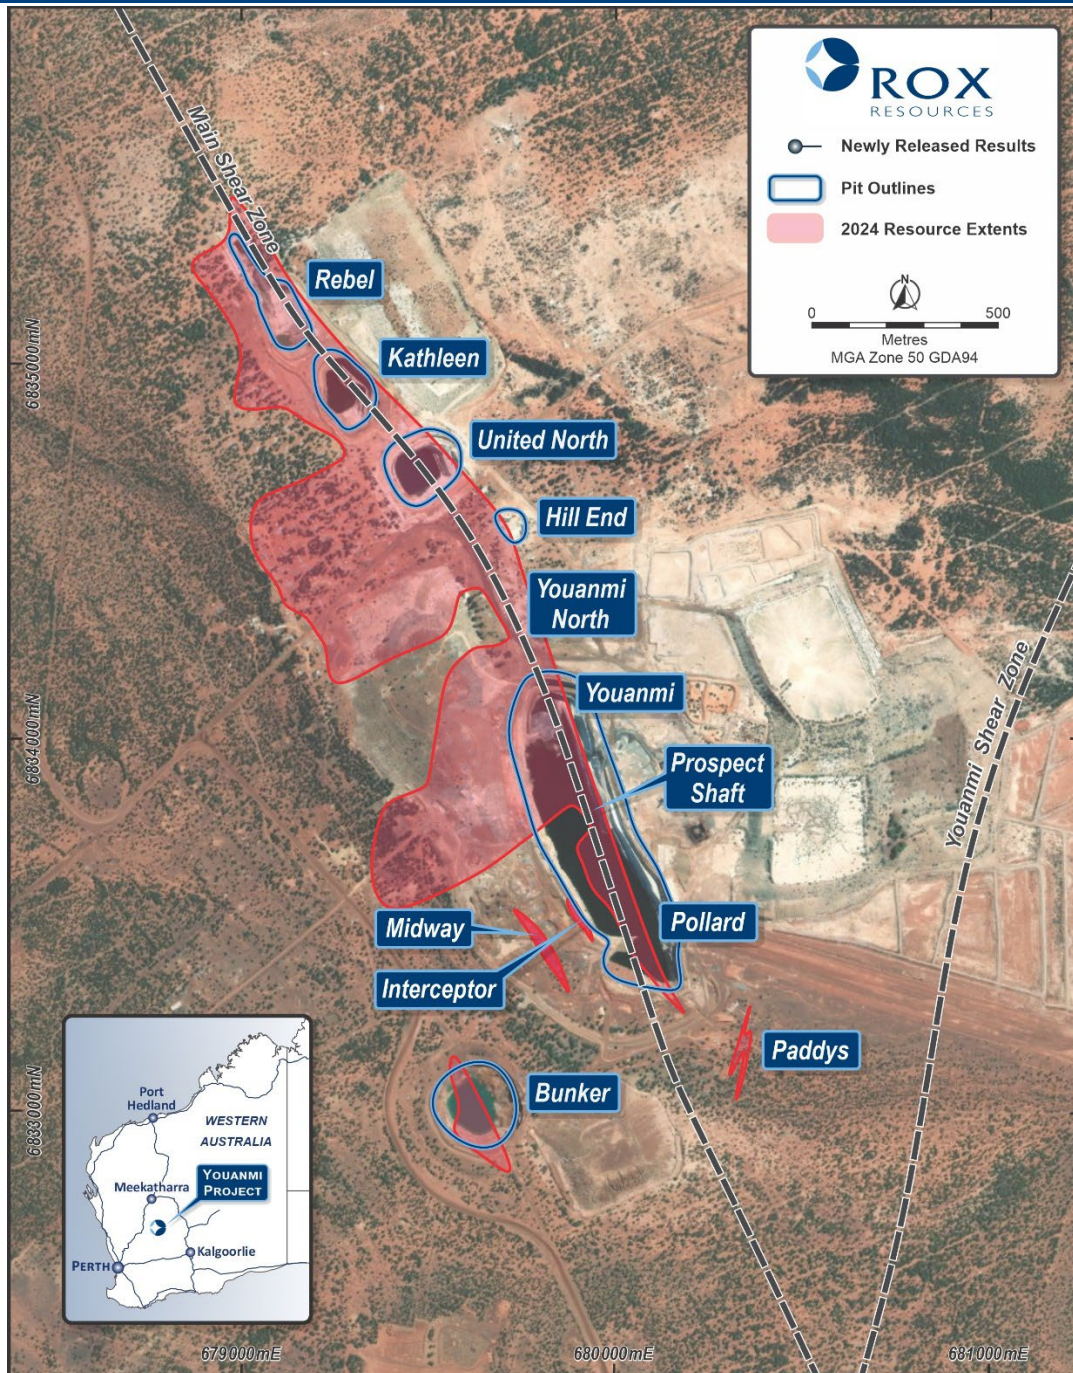 ROX
RESOURCES
Newly Released Results
Pit Outlines
2024 Resource Extents
N
0 500
Metres
MGA Zone 50 GDA94
Main Shear Zone
Rebel
Kathleen
United North
Hill End
Youanmi
North
Youanmi
Prospect
Shaft
Pollard
Midway
Interceptor
Paddys
Bunker
Youanmi Shear Zone
6835000mN
6834000mN
6833000mN
679000mE
680000mE
681000mE
Port
Hedland
WESTERN
AUSTRALIA
Meekatharra
YOUANMI
PROJECT
Kalgoorlie
PERTH